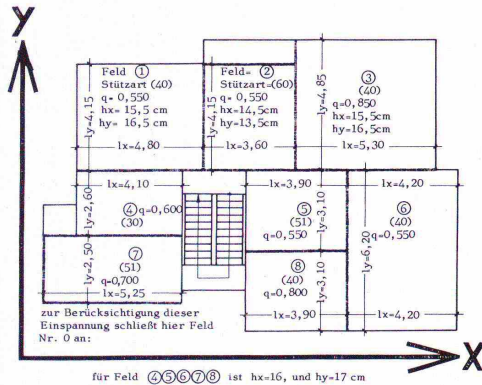 Y
Feld ①
Stützart (40)
q= 0,550
hx= 15,5 cm
hy= 16,5cm
ly=4,15
lx=4,80
Feld= ②
Stützart=(60)
q= 0,550
hx=14,5cm
hy=13,5cm
ly=4,15
lx=3,60
③
(40)
q=0,850
hx=15,5cm
hy=16,5cm
ly=4,85
lx=5,30
lx=4,10
ly=2,60
④ q=0,600
(30)
lx=3,90
ly=3,10
⑤
(51)
q=0,550
lx=4,20
⑥
(40)
q=0,550
ly=6,20
lx=4,20
ly=2,50
⑦
(51)
q=0,700
lx=5,25
⑧
(40)
q=0,800
ly=3,10
lx=3,90
zur Berücksichtigung dieser
Einspannung schließt hier Feld
Nr. 0 an:
X
für Feld ④⑤⑥⑦⑧ ist hx=16, und hy=17 cm